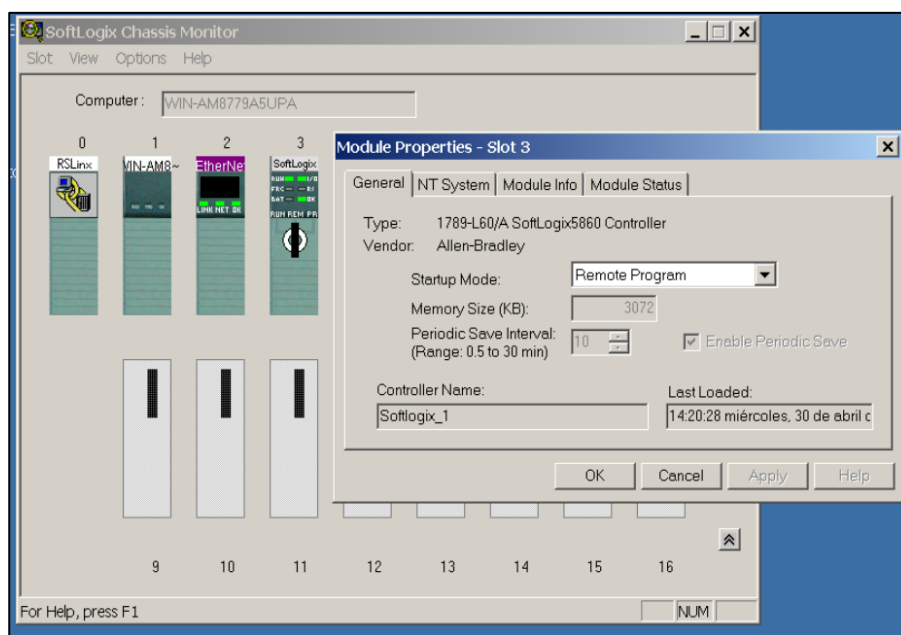 SoftLogix Chassis Monitor
Slot View Options Help
Computer : WIN-AM8779A5UPA
0 1 2 3
RSLinx WIN-AM8~ EtherNe SoftLogix
RUN I/O
FRC RS
BAT OK
LINK NET OK RUN REM PR
Module Properties - Slot 3
General NT System Module Info Module Status
Type: 1789-L60/A SoftLogix5860 Controller
Vendor: Allen-Bradley
Startup Mode: Remote Program
Memory Size (KB): 3072
Periodic Save Interval: 10 Enable Periodic Save
(Range: 0.5 to 30 min)
Controller Name: Last Loaded:
Softlogix_1 14:20:28 miércoles, 30 de abril c
OK Cancel Apply Help
9 10 11 12 13 14 15 16
For Help, press F1 NUM